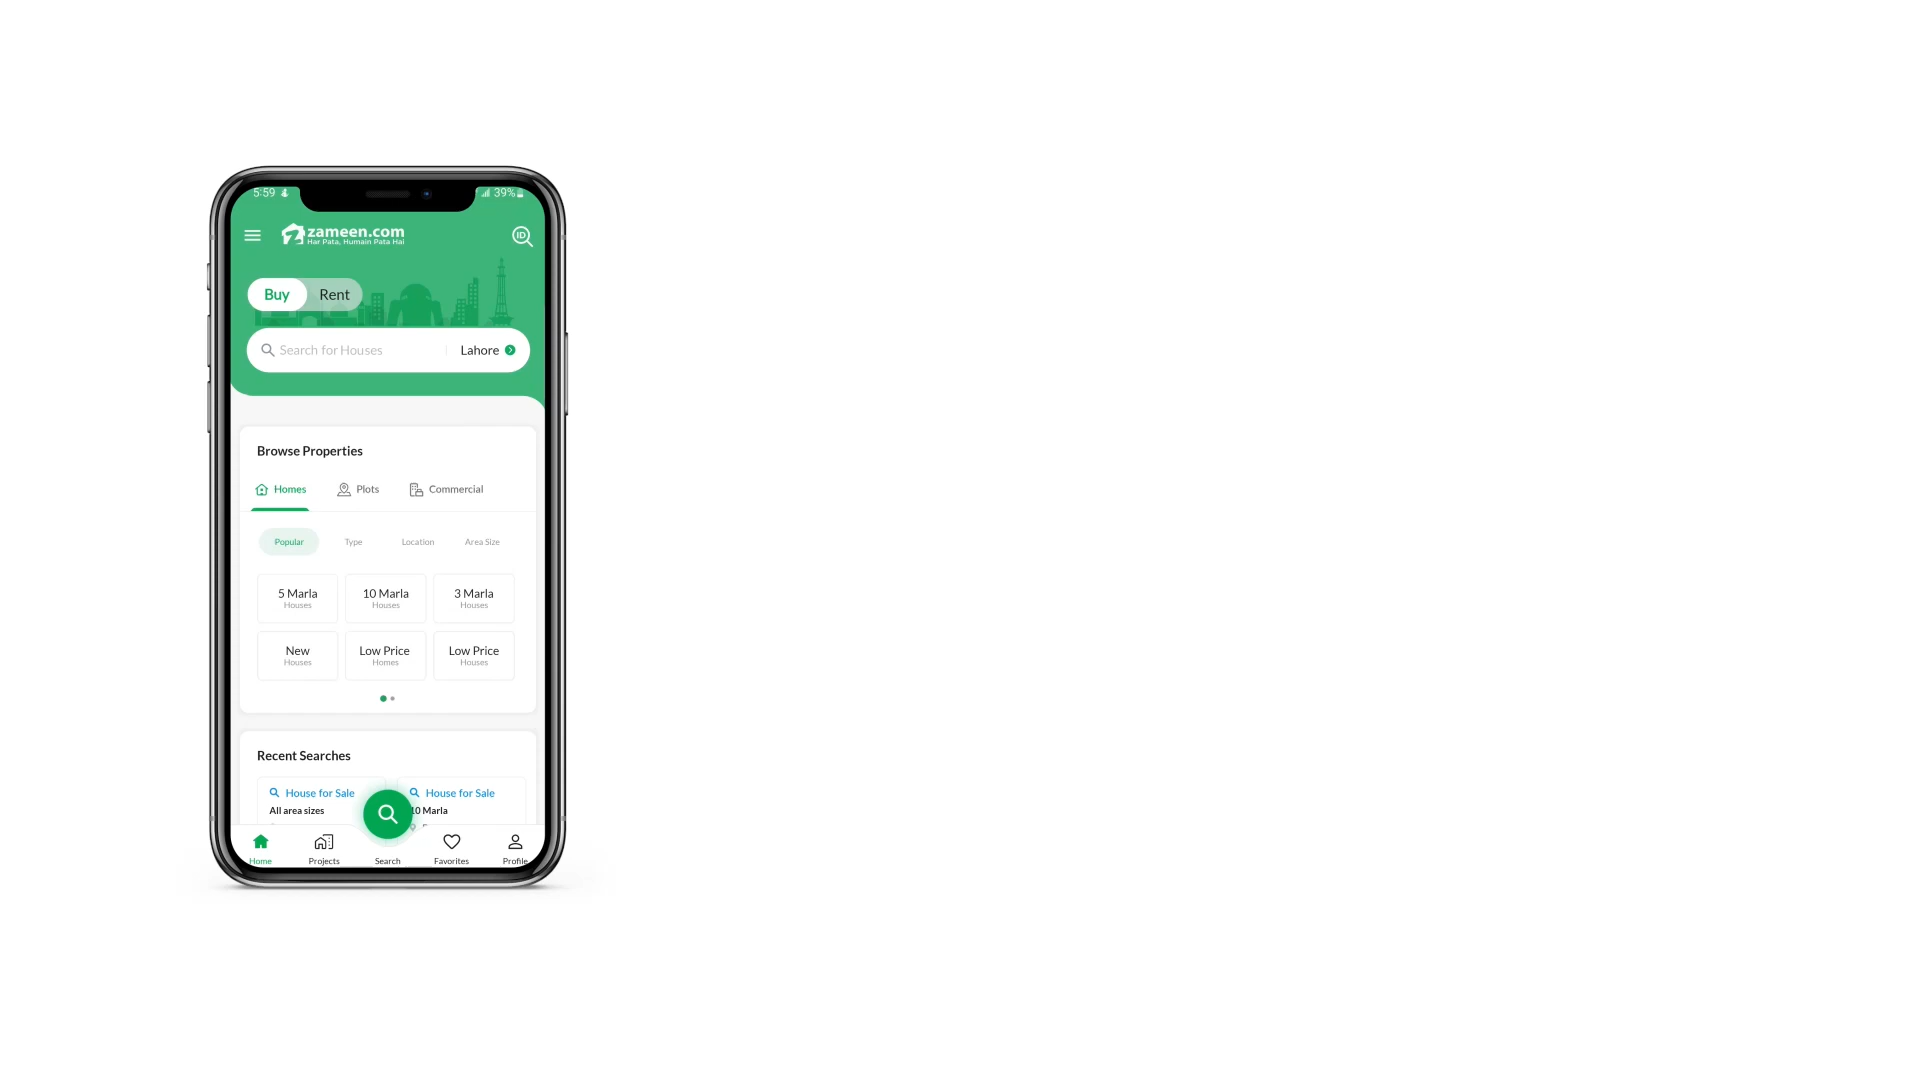 5:59 39%
zameen.com
Har Pata, Humain Pata Hai
ID
Buy Rent
Search for Houses Lahore
Browse Properties
Homes Plots Commercial
Popular Type Location Area Size
5 Marla 10 Marla 3 Marla
Houses Houses Houses
New Low Price Low Price
Houses Homes Houses
Recent Searches
House for Sale House for Sale
All area sizes 10 Marla
Home Projects Search Favorites Profile